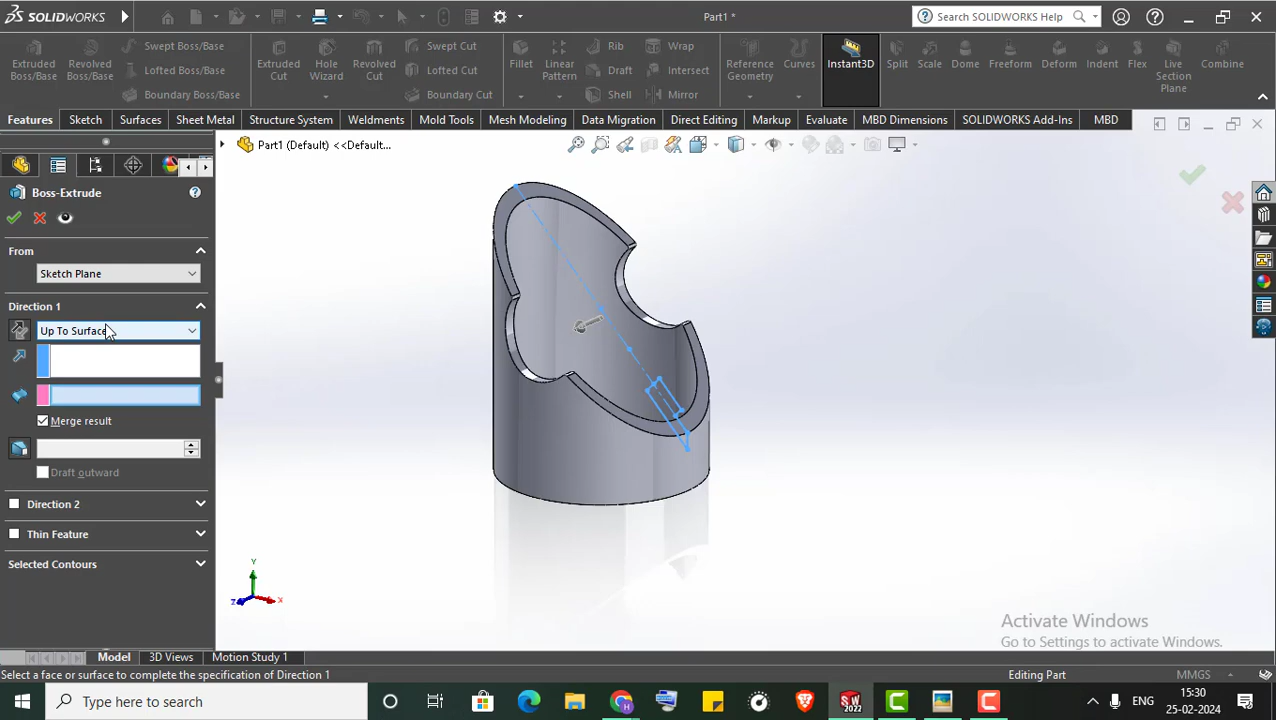 SOLIDWORKS
Part1 *
Search SOLIDWORKS Help
Extruded Boss/Base
Revolved Boss/Base
Swept Boss/Base
Lofted Boss/Base
Boundary Boss/Base
Extruded Cut
Hole Wizard
Revolved Cut
Swept Cut
Lofted Cut
Boundary Cut
Fillet
Linear Pattern
Rib
Draft
Shell
Wrap
Intersect
Mirror
Reference Geometry
Curves
Instant3D
Split
Scale
Dome
Freeform
Deform
Indent
Flex
Live Section Plane
Combine
Features
Sketch
Surfaces
Sheet Metal
Structure System
Weldments
Mold Tools
Mesh Modeling
Data Migration
Direct Editing
Markup
Evaluate
MBD Dimensions
SOLIDWORKS Add-Ins
MBD
Part1 (Default) <<Default...
Boss-Extrude
From
Sketch Plane
Direction 1
Up To Surface
Merge result
Draft outward
Direction 2
Thin Feature
Selected Contours
Y
Z
X
Activate Windows
Go to Settings to activate Windows.
Model
3D Views
Motion Study 1
Select a face or surface to complete the specification of Direction 1
Editing Part
MMGS
Type here to search
SW
2022
ENG
15:30
25-02-2024